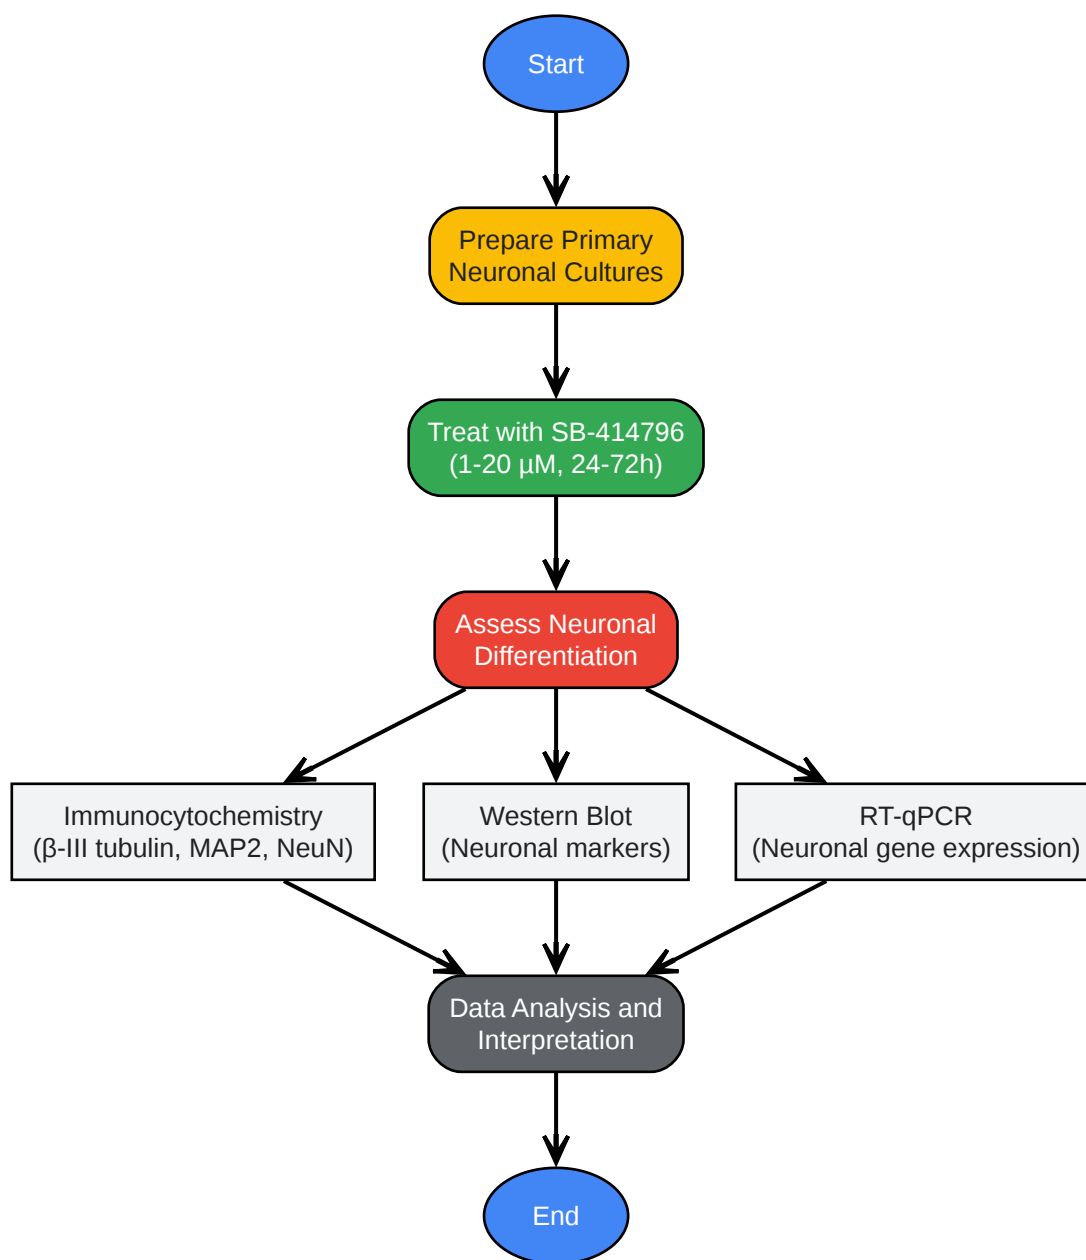 Start
Prepare Primary
Neuronal Cultures
Treat with SB-414796
(1-20 µM, 24-72h)
Assess Neuronal
Differentiation
Immunocytochemistry
(β-III tubulin, MAP2, NeuN)
Western Blot
(Neuronal markers)
RT-qPCR
(Neuronal gene expression)
Data Analysis and
Interpretation
End